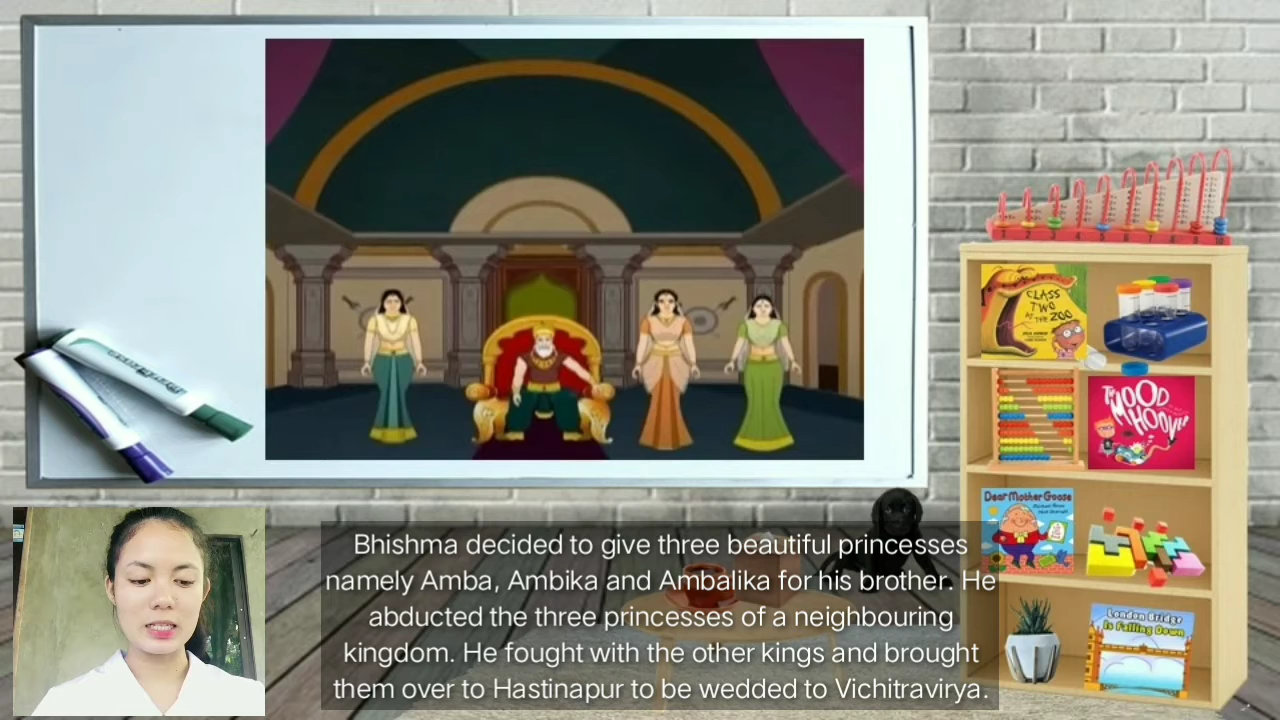 CLASS
TWO
AT THE ZOO
The
MOOD
HOOVER
Dear Mother Goose
London Bridge
Is Falling Down
Bhishma decided to give three beautiful princesses
namely Amba, Ambika and Ambalika for his brother. He
abducted the three princesses of a neighbouring
kingdom. He fought with the other kings and brought
them over to Hastinapur to be wedded to Vichitravirya.